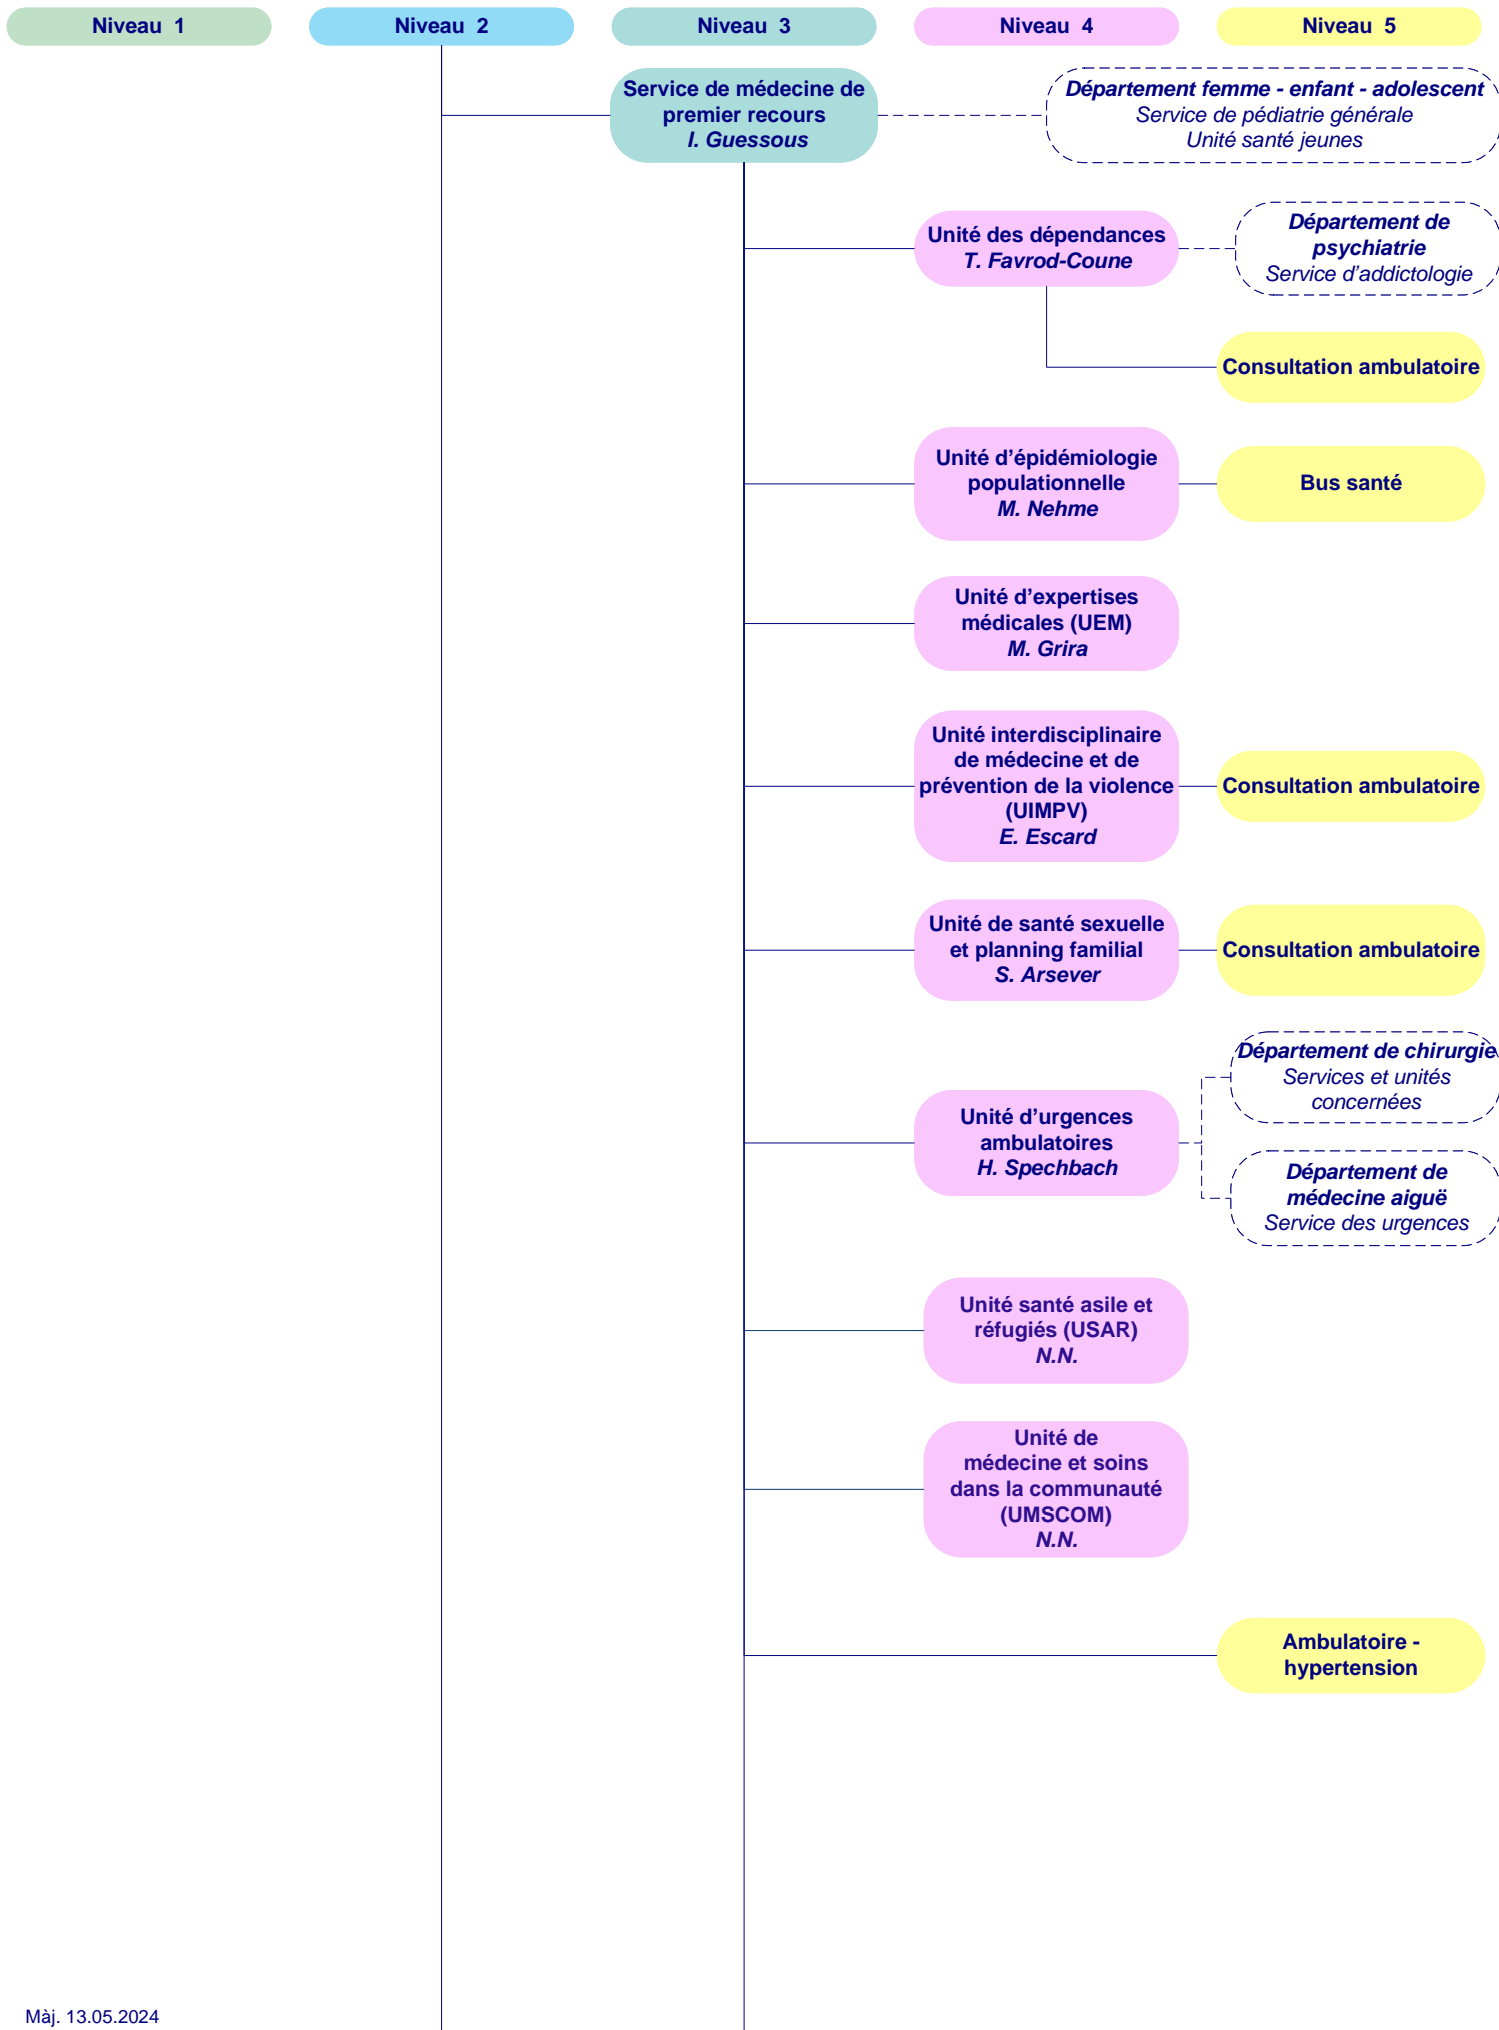 Niveau 1
Niveau 2
Niveau 3
Niveau 4
Niveau 5
Service de médecine de
premier recours
I. Guessous
Département femme - enfant - adolescent
Service de pédiatrie générale
Unité santé jeunes
Unité des dépendances
T. Favrod-Coune
Département de
psychiatrie
Service d’addictologie
Consultation ambulatoire
Unité d’épidémiologie
populationnelle
M. Nehme
Bus santé
Unité d’expertises
médicales (UEM)
M. Grira
Unité interdisciplinaire
de médecine et de
prévention de la violence
(UIMPV)
E. Escard
Consultation ambulatoire
Unité de santé sexuelle
et planning familial
S. Arsever
Consultation ambulatoire
Unité d’urgences
ambulatoires
H. Spechbach
Département de chirurgie
Services et unités
concernées
Département de
médecine aiguë
Service des urgences
Unité santé asile et
réfugiés (USAR)
N.N.
Unité de
médecine et soins
dans la communauté
(UMSCOM)
N.N.
Ambulatoire -
hypertension
Màj. 13.05.2024